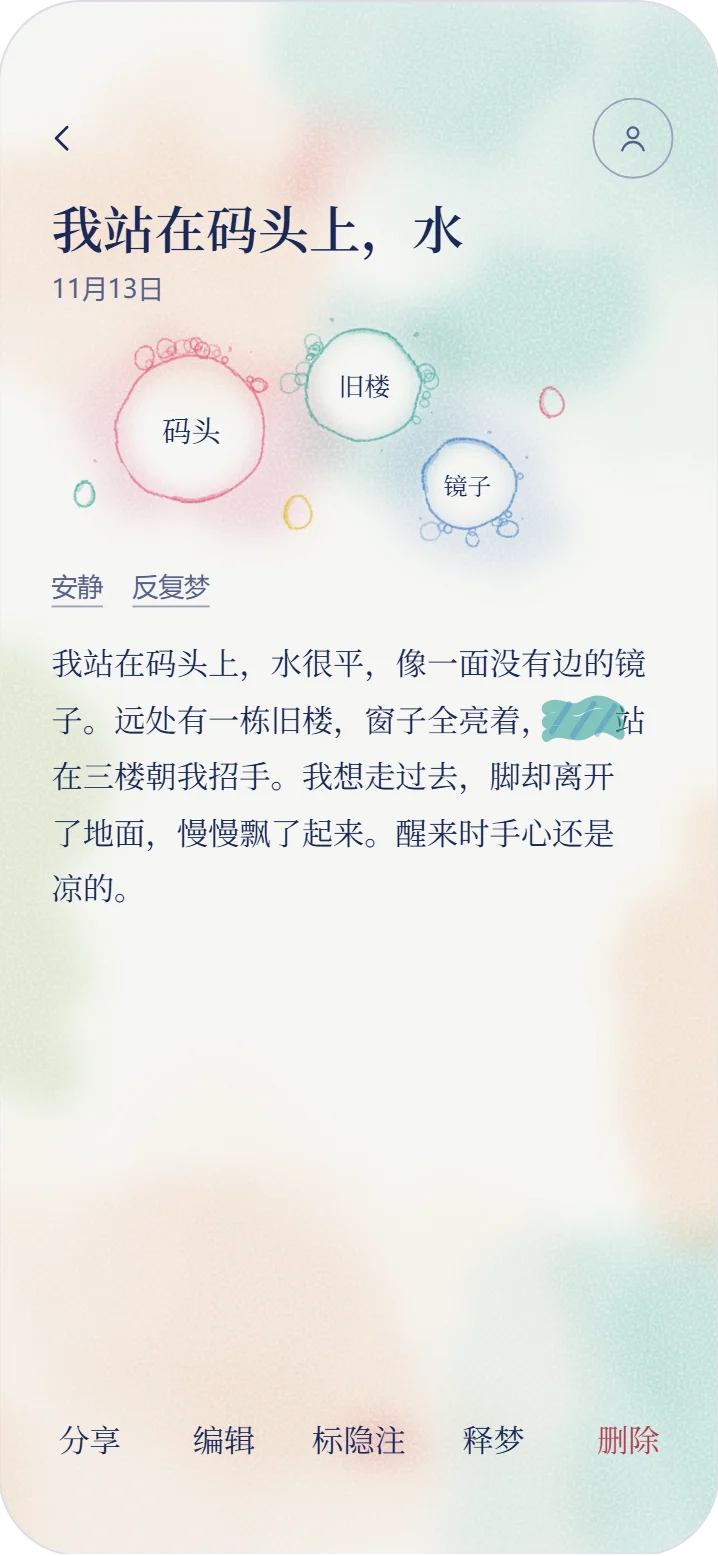 我站在码头上，水
11月13日
码头
旧楼
镜子
安静 反复梦
我站在码头上，水很平，像一面没有边的镜
子。远处有一栋旧楼，窗子全亮着，站
在三楼朝我招手。我想走过去，脚却离开
了地面，慢慢飘了起来。醒来时手心还是
凉的。
分享 编辑 标隐注 释梦 删除